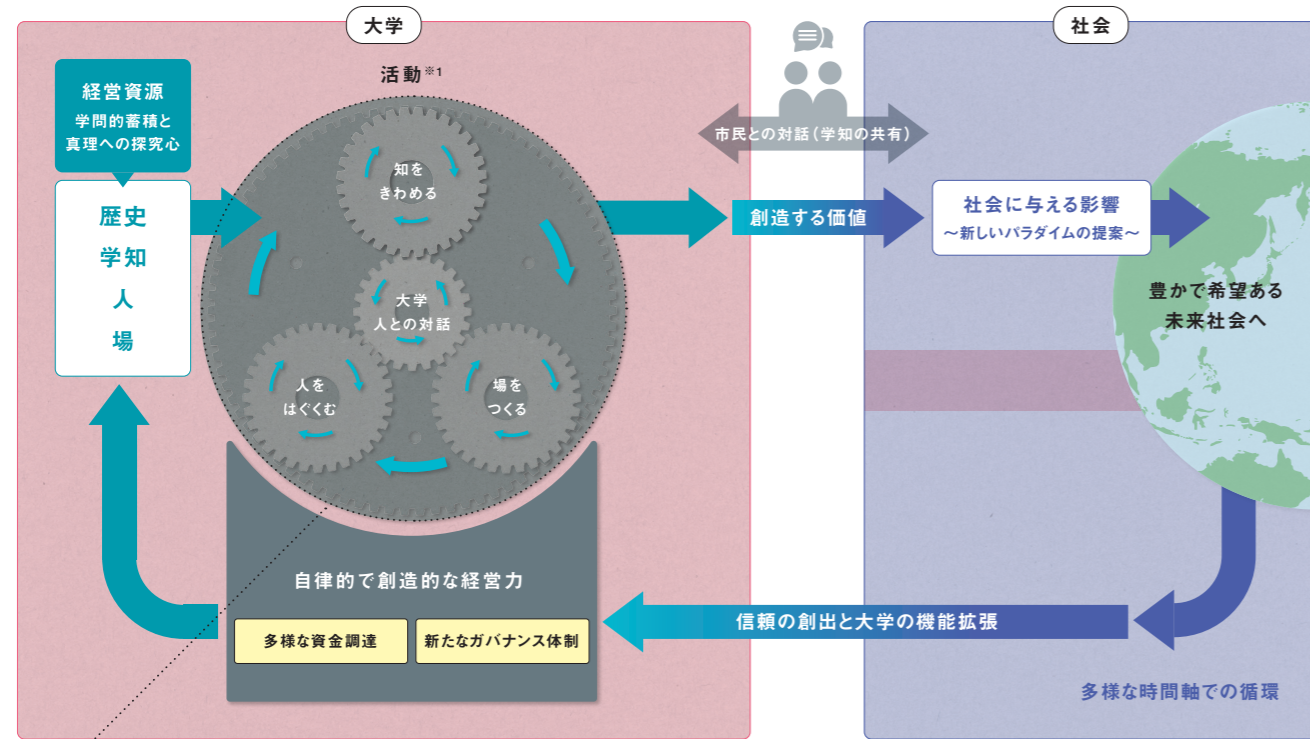 大学
社会
活動※1
経営資源
学問的蓄積と
真理への探究心
歴史
学知
人
場
知を
きわめる
大学
人との対話
人を
はぐくむ
場を
つくる
市民との対話（学知の共有）
創造する価値
社会に与える影響
～新しいパラダイムの提案～
豊かで希望ある
未来社会へ
自律的で創造的な経営力
多様な資金調達
新たなガバナンス体制
信頼の創出と大学の機能拡張
多様な時間軸での循環